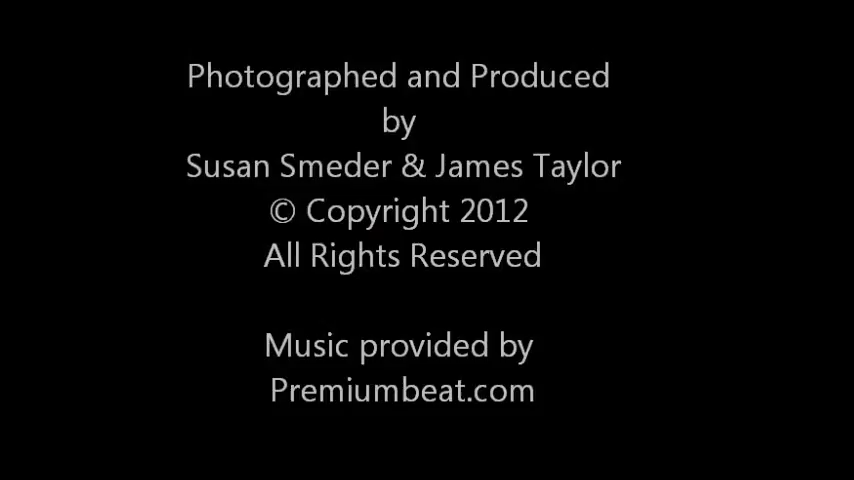 Photographed and Produced
by
Susan Smeder & James Taylor
© Copyright 2012
All Rights Reserved
Music provided by
Premiumbeat.com